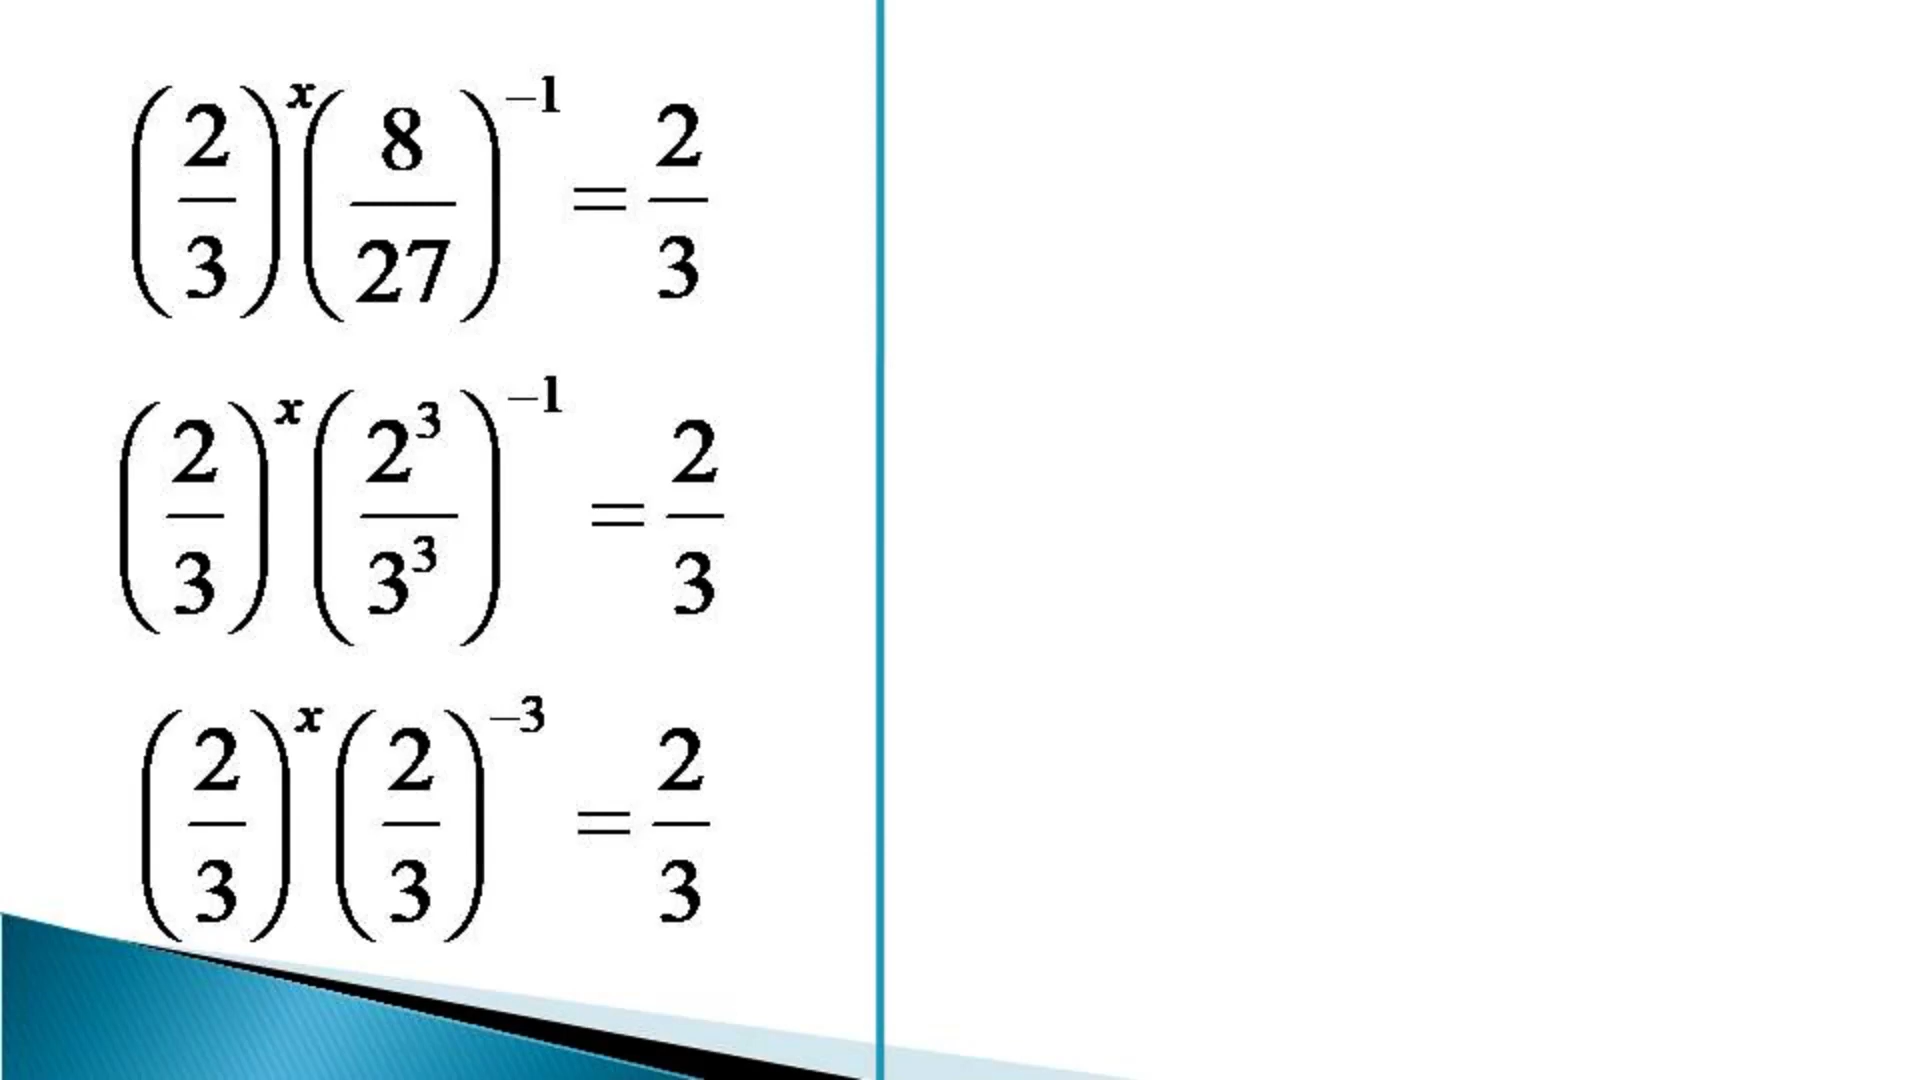 (2/3)^x (8/27)^–1 = 2/3
(2/3)^x (2^3/3^3)^–1 = 2/3
(2/3)^x (2/3)^–3 = 2/3